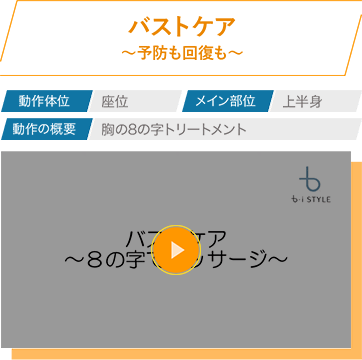 バストケア
～予防も回復も～
動作体位 座位 メイン部位 上半身
動作の概要 胸の8の字トリートメント
b・i STYLE
バス ケア
～８の字 ッサージ～